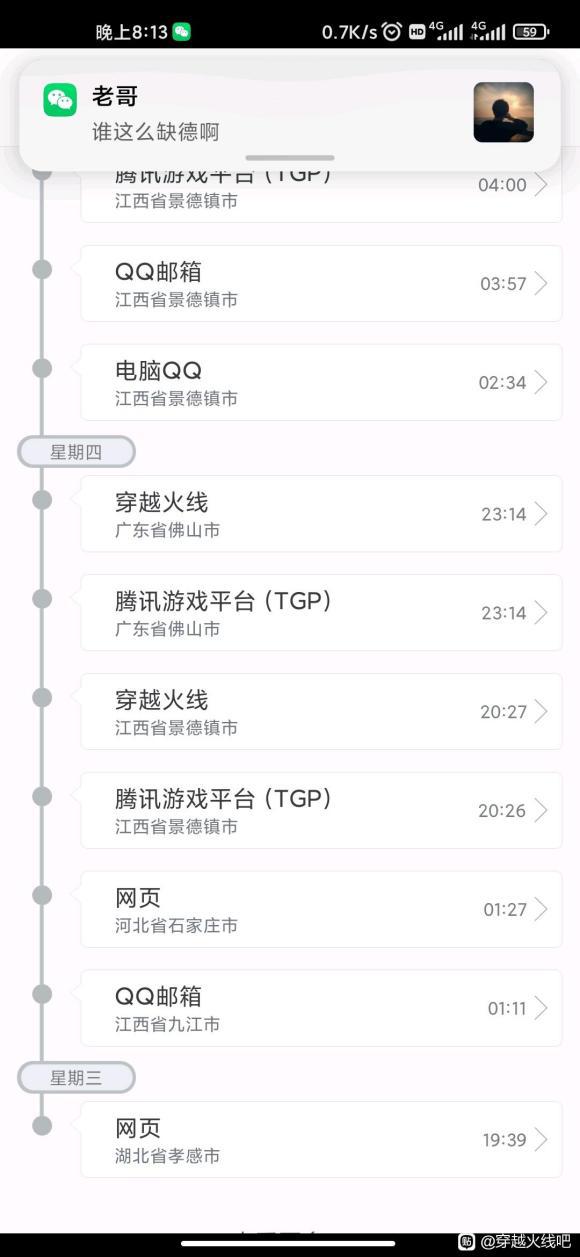 晚上8:13
0.7K/s HD 4G 4G 59
老哥
谁这么缺德啊
腾讯游戏平台 (TGP)
江西省景德镇市
04:00
QQ邮箱
江西省景德镇市
03:57
电脑QQ
江西省景德镇市
02:34
星期四
穿越火线
广东省佛山市
23:14
腾讯游戏平台 (TGP)
广东省佛山市
23:14
穿越火线
江西省景德镇市
20:27
腾讯游戏平台 (TGP)
江西省景德镇市
20:26
网页
河北省石家庄市
01:27
QQ邮箱
江西省九江市
01:11
星期三
网页
湖北省孝感市
19:39
贴 @穿越火线吧